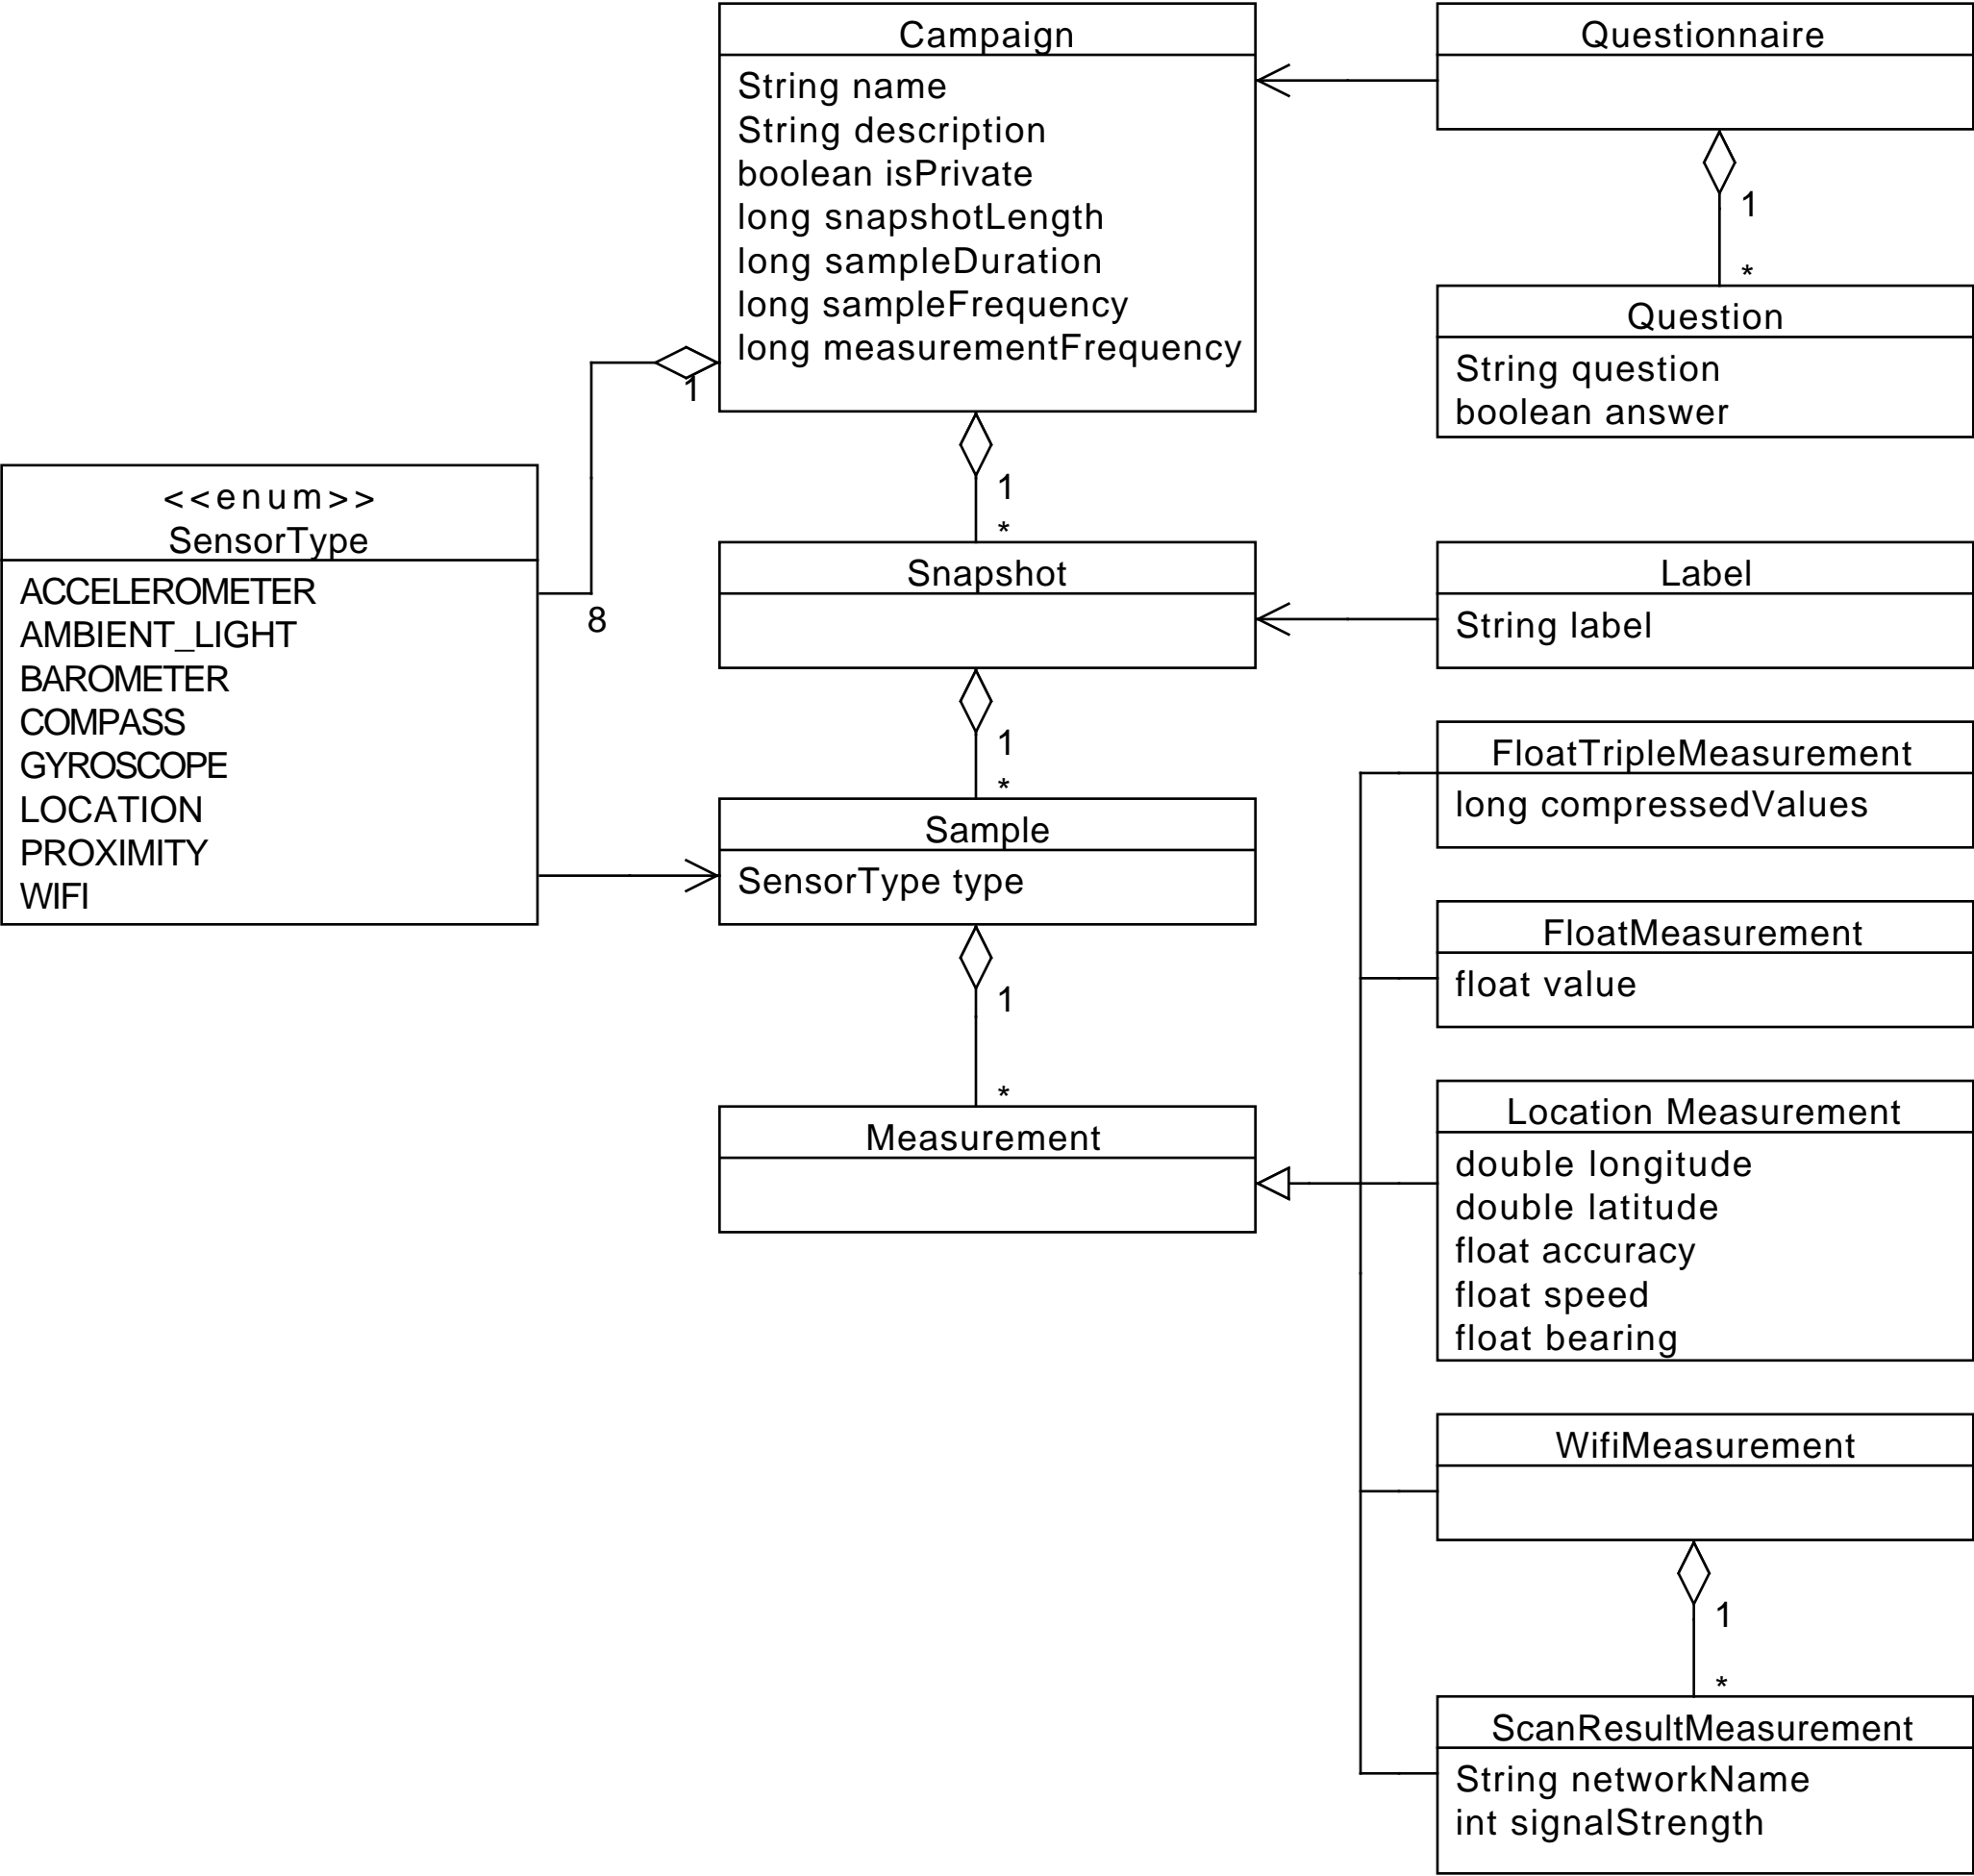 Campaign
String name
String description
boolean isPrivate
long snapshotLength
long sampleDuration
long sampleFrequency
long measurementFrequency
1
1
*
Questionnaire
1
*
Question
String question
boolean answer
<<enum>>
SensorType
ACCELEROMETER
AMBIENT_LIGHT
BAROMETER
COMPASS
GYROSCOPE
LOCATION
PROXIMITY
WIFI
8
Snapshot
1
*
Label
String label
Sample
SensorType type
1
*
Measurement
FloatTripleMeasurement
long compressedValues
FloatMeasurement
float value
Location Measurement
double longitude
double latitude
float accuracy
float speed
float bearing
WifiMeasurement
1
*
ScanResultMeasurement
String networkName
int signalStrength